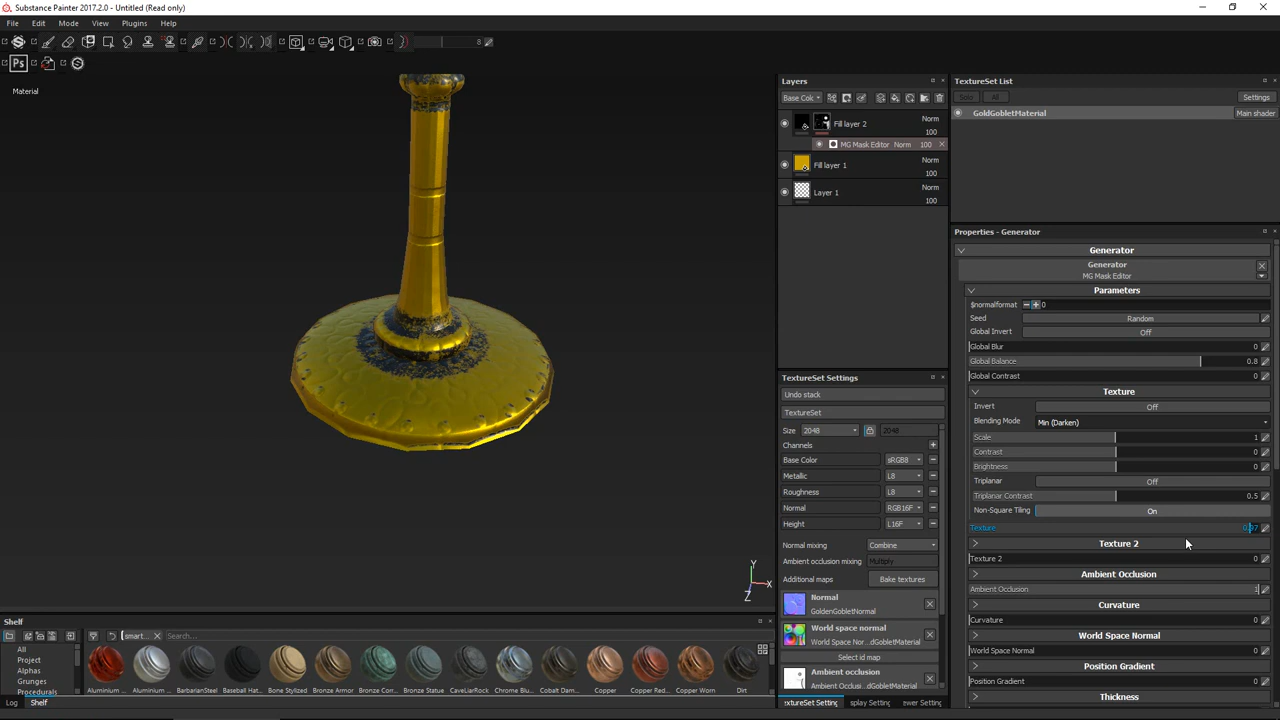 Substance Painter 2017.2.0 - Untitled (Read only)
File Edit Mode View Plugins Help
8
Ps
Material
Layers
Base Col
Fill layer 2 Norm
100
MG Mask Editor Norm 100
Fill layer 1 Norm
100
Layer 1 Norm
100
TextureSet List
Solo All Settings
GoldGobletMaterial Main shader
Properties - Generator
Generator
Generator
MG Mask Editor
Parameters
$normalformat 0
Seed Random
Global Invert Off
Global Blur 0
Global Balance 0.8
Global Contrast 0
Texture
Invert Off
Blending Mode Min (Darken)
Scale 1
Contrast 0
Brightness 0
Triplanar Off
Triplanar Contrast 0.5
Non-Square Tiling On
Texture
Texture 2
Texture 2 0
Ambient Occlusion
Ambient Occlusion 1
Curvature
Curvature 0
World Space Normal
World Space Normal 0
Position Gradient
Position Gradient 0
Thickness
TextureSet Settings
Undo stack
TextureSet
Size 2048 2048
Channels
Base Color sRGB8
Metallic L8
Roughness L8
Normal RGB16F
Height L16F
Normal mixing Combine
Ambient occlusion mixing Multiply
Additional maps Bake textures
Normal
GoldenGobletNormal
World space normal
World Space Nor...dGobletMaterial
Select id map
Ambient occlusion
Ambient Occlus...dGobletMaterial
extureSet Setting splay Setting ewer Setting
Y
X
Z
Shelf
smart... Search...
All
Project
Alphas
Grunges
Procedurals
Aluminium ... Aluminium ... BarbarianSteel Baseball Hat... Bone Stylized Bronze Armor Bronze Corr... Bronze Statue CaveLiarRock Chrome Blu... Cobalt Dam... Copper Copper Red... Copper Worn Dirt
Log Shelf